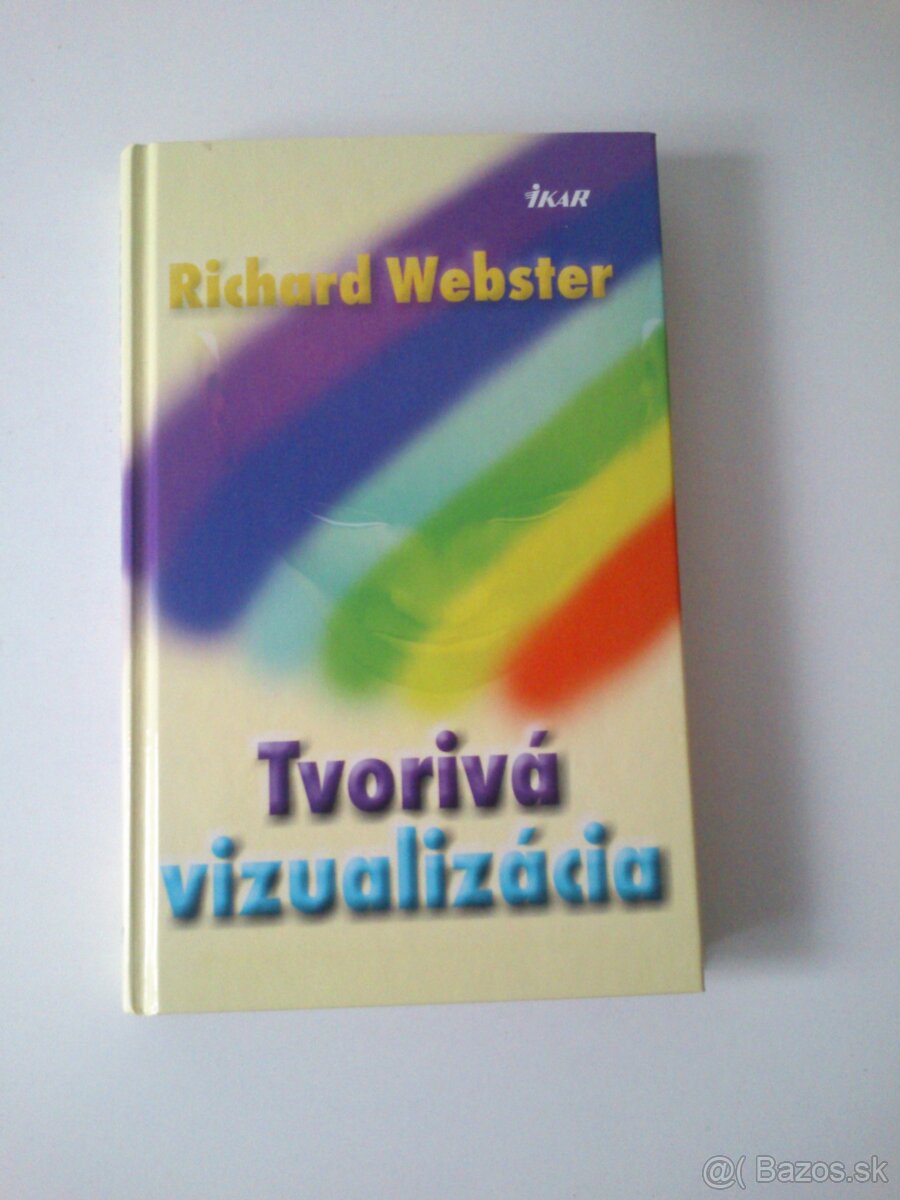 IKAR
Richard Webster
Tvorivá
vizualizácia
@( Bazos.sk